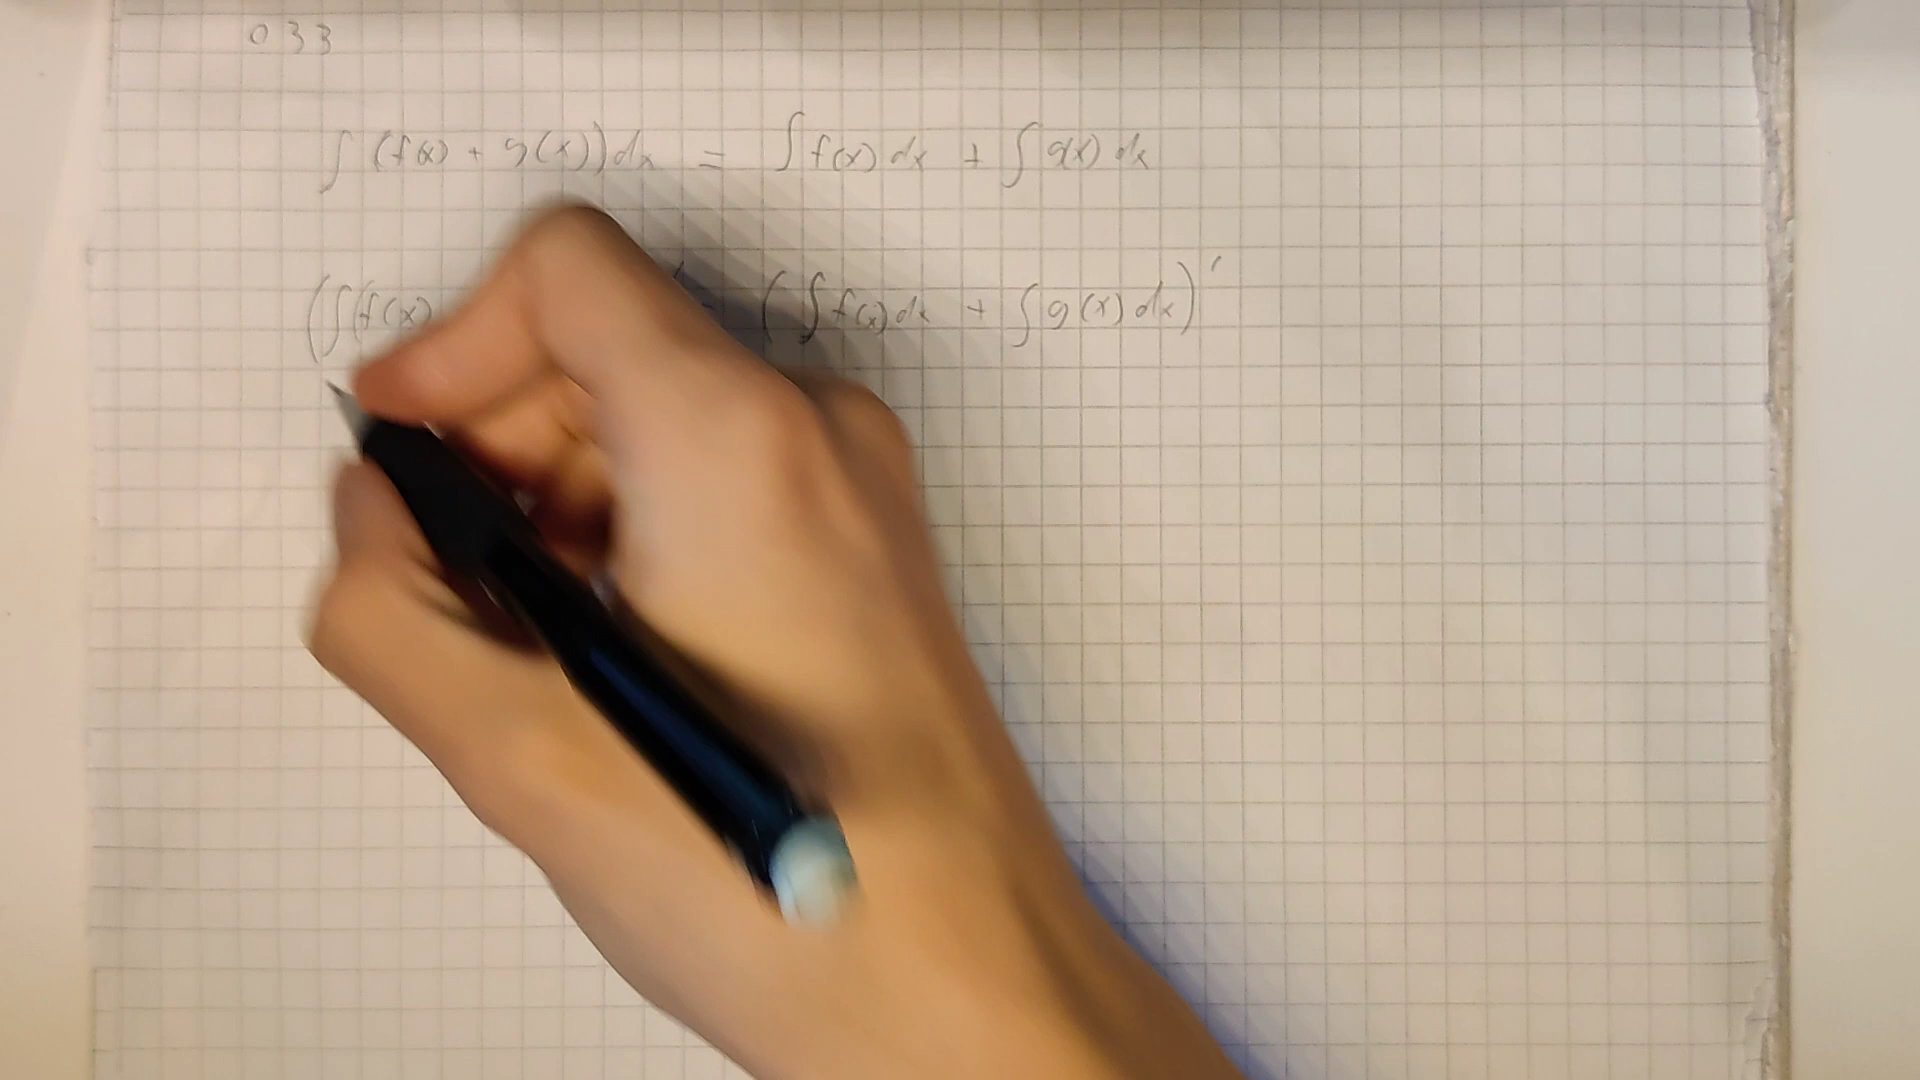 033
∫ (f(x) + g(x)) dx = ∫ f(x) dx + ∫ g(x) dx
(∫(f(x) ' = (∫ f(x) dx + ∫ g(x) dx)'